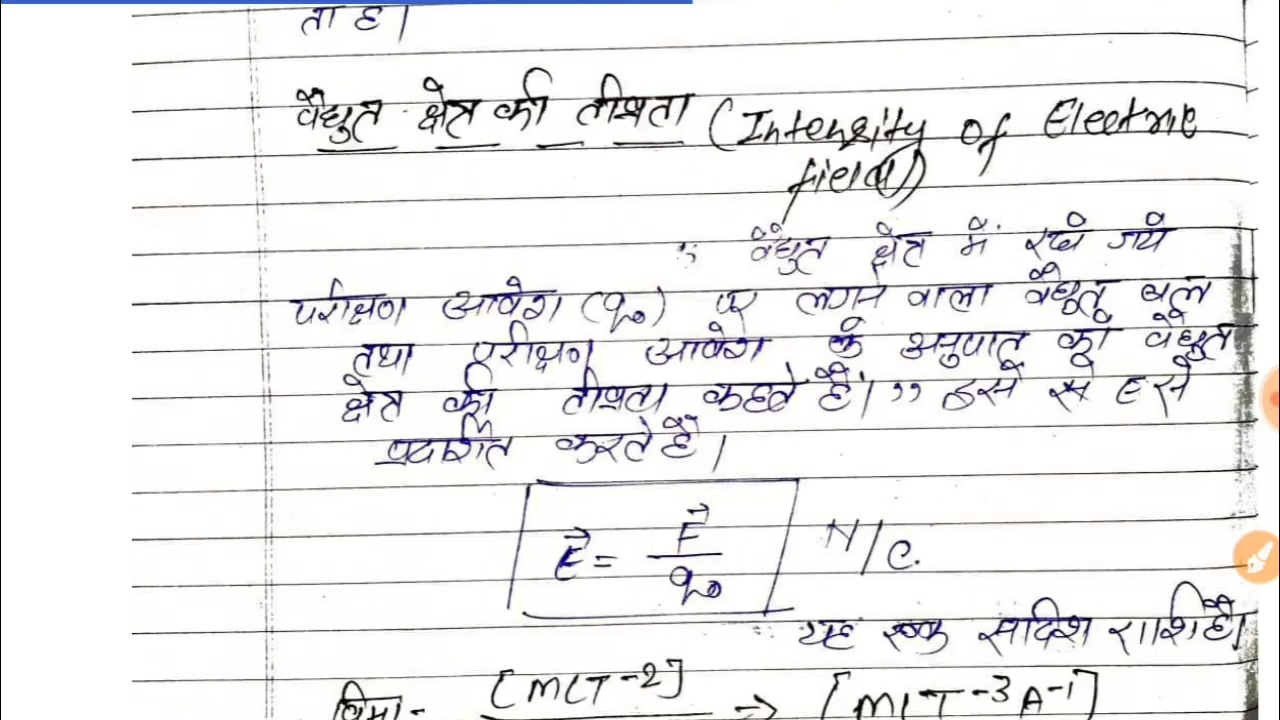 ता है।
वैद्युत क्षेत्र की तीव्रता (Intensity of Electric
field)
वैद्युत क्षेत्र में रखे गये
परीक्षण आवेश (q₀) पर लगने वाला वैद्युत बल
तथा परीक्षण आवेश के अनुपात को वैद्युत
क्षेत्र की तीव्रता कहते हैं।" इसे E से
प्रदर्शित करते हैं।
E⃗ = F⃗ / q₀ N/C.
यह एक सदिश राशि है।
विमा- [MLT-2] → [MLT-3A-1]